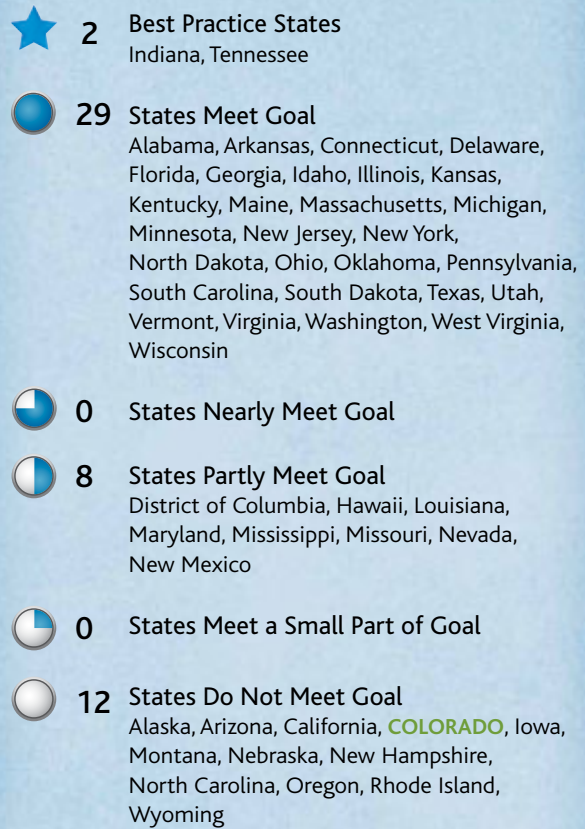 2 Best Practice States
Indiana, Tennessee
29 States Meet Goal
Alabama, Arkansas, Connecticut, Delaware,
Florida, Georgia, Idaho, Illinois, Kansas,
Kentucky, Maine, Massachusetts, Michigan,
Minnesota, New Jersey, New York,
North Dakota, Ohio, Oklahoma, Pennsylvania,
South Carolina, South Dakota, Texas, Utah,
Vermont, Virginia, Washington, West Virginia,
Wisconsin
0 States Nearly Meet Goal
8 States Partly Meet Goal
District of Columbia, Hawaii, Louisiana,
Maryland, Mississippi, Missouri, Nevada,
New Mexico
0 States Meet a Small Part of Goal
12 States Do Not Meet Goal
Alaska, Arizona, California, COLORADO, Iowa,
Montana, Nebraska, New Hampshire,
North Carolina, Oregon, Rhode Island,
Wyoming